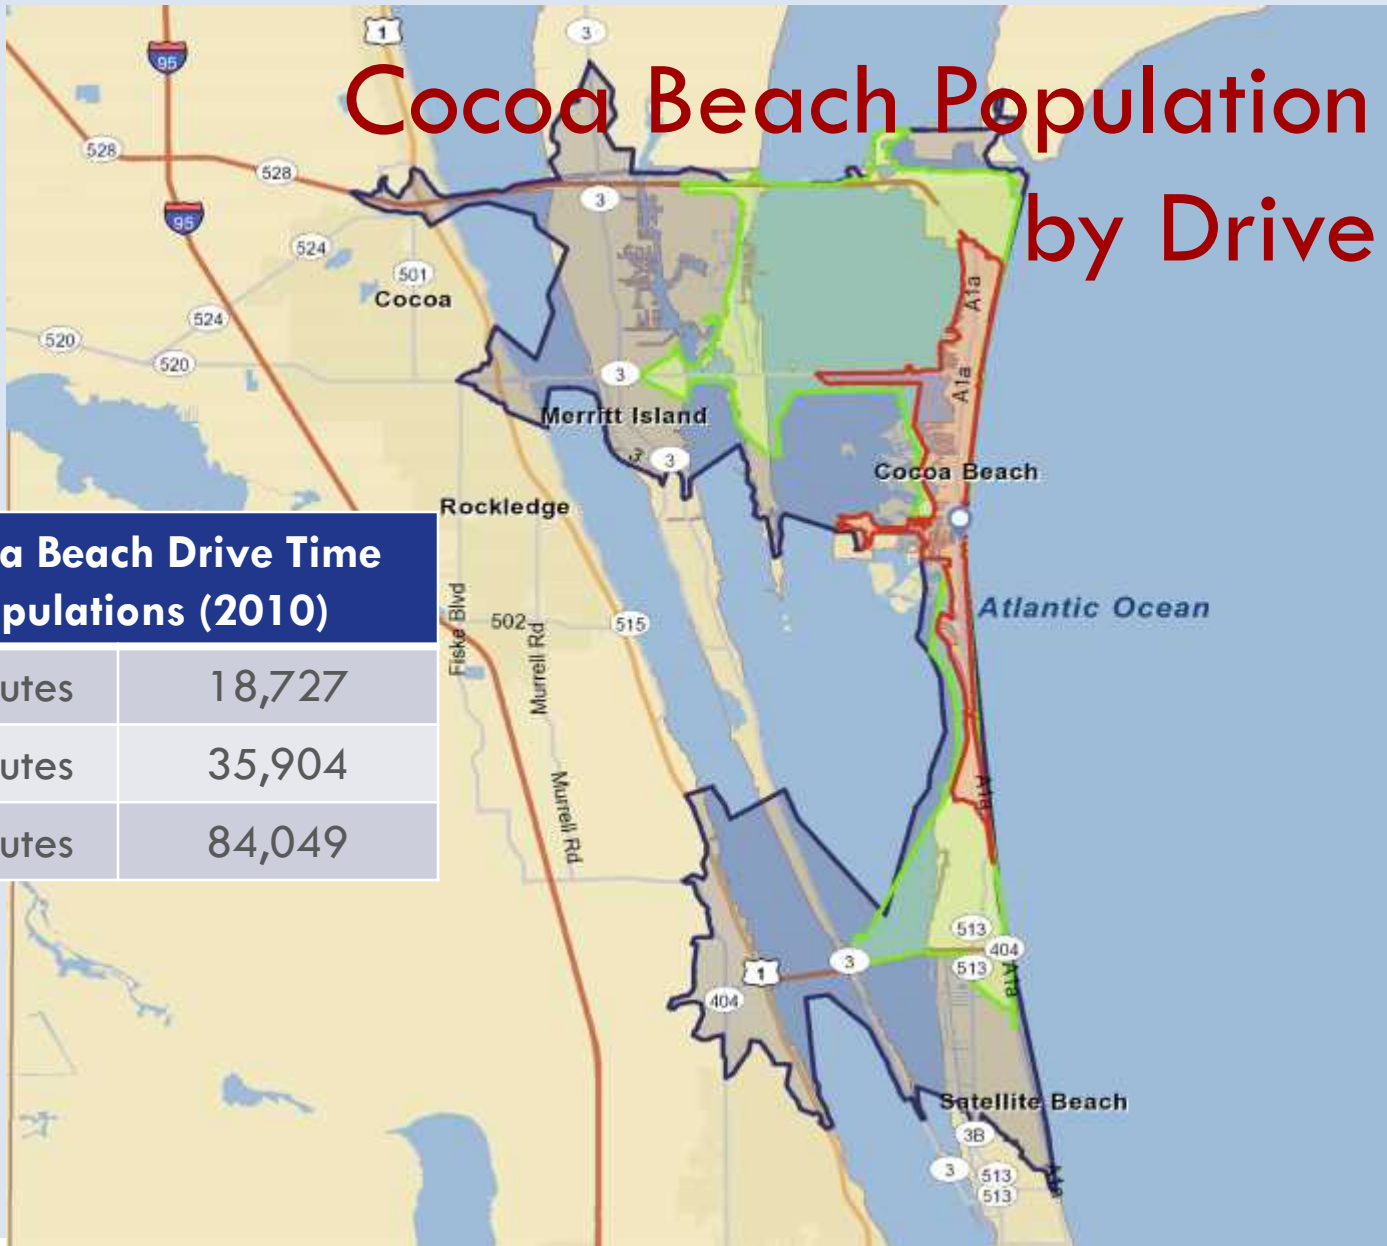 1
3
95
Cocoa Beach Population
528
528
3
95
by Drive
524
501
A1a
Cocoa
524
520
520
3
A1a
Merritt Island
3
3
Cocoa Beach
Rockledge
a Beach Drive Time
pulations (2010)
Fiske Blvd
502
Murrell Rd
515
Atlantic Ocean
utes 18,727
utes 35,904
utes 84,049
Murrell Rd
A1a
513
404
3
513
1
A1a
404
Satellite Beach
3B
3
513
513
A1a